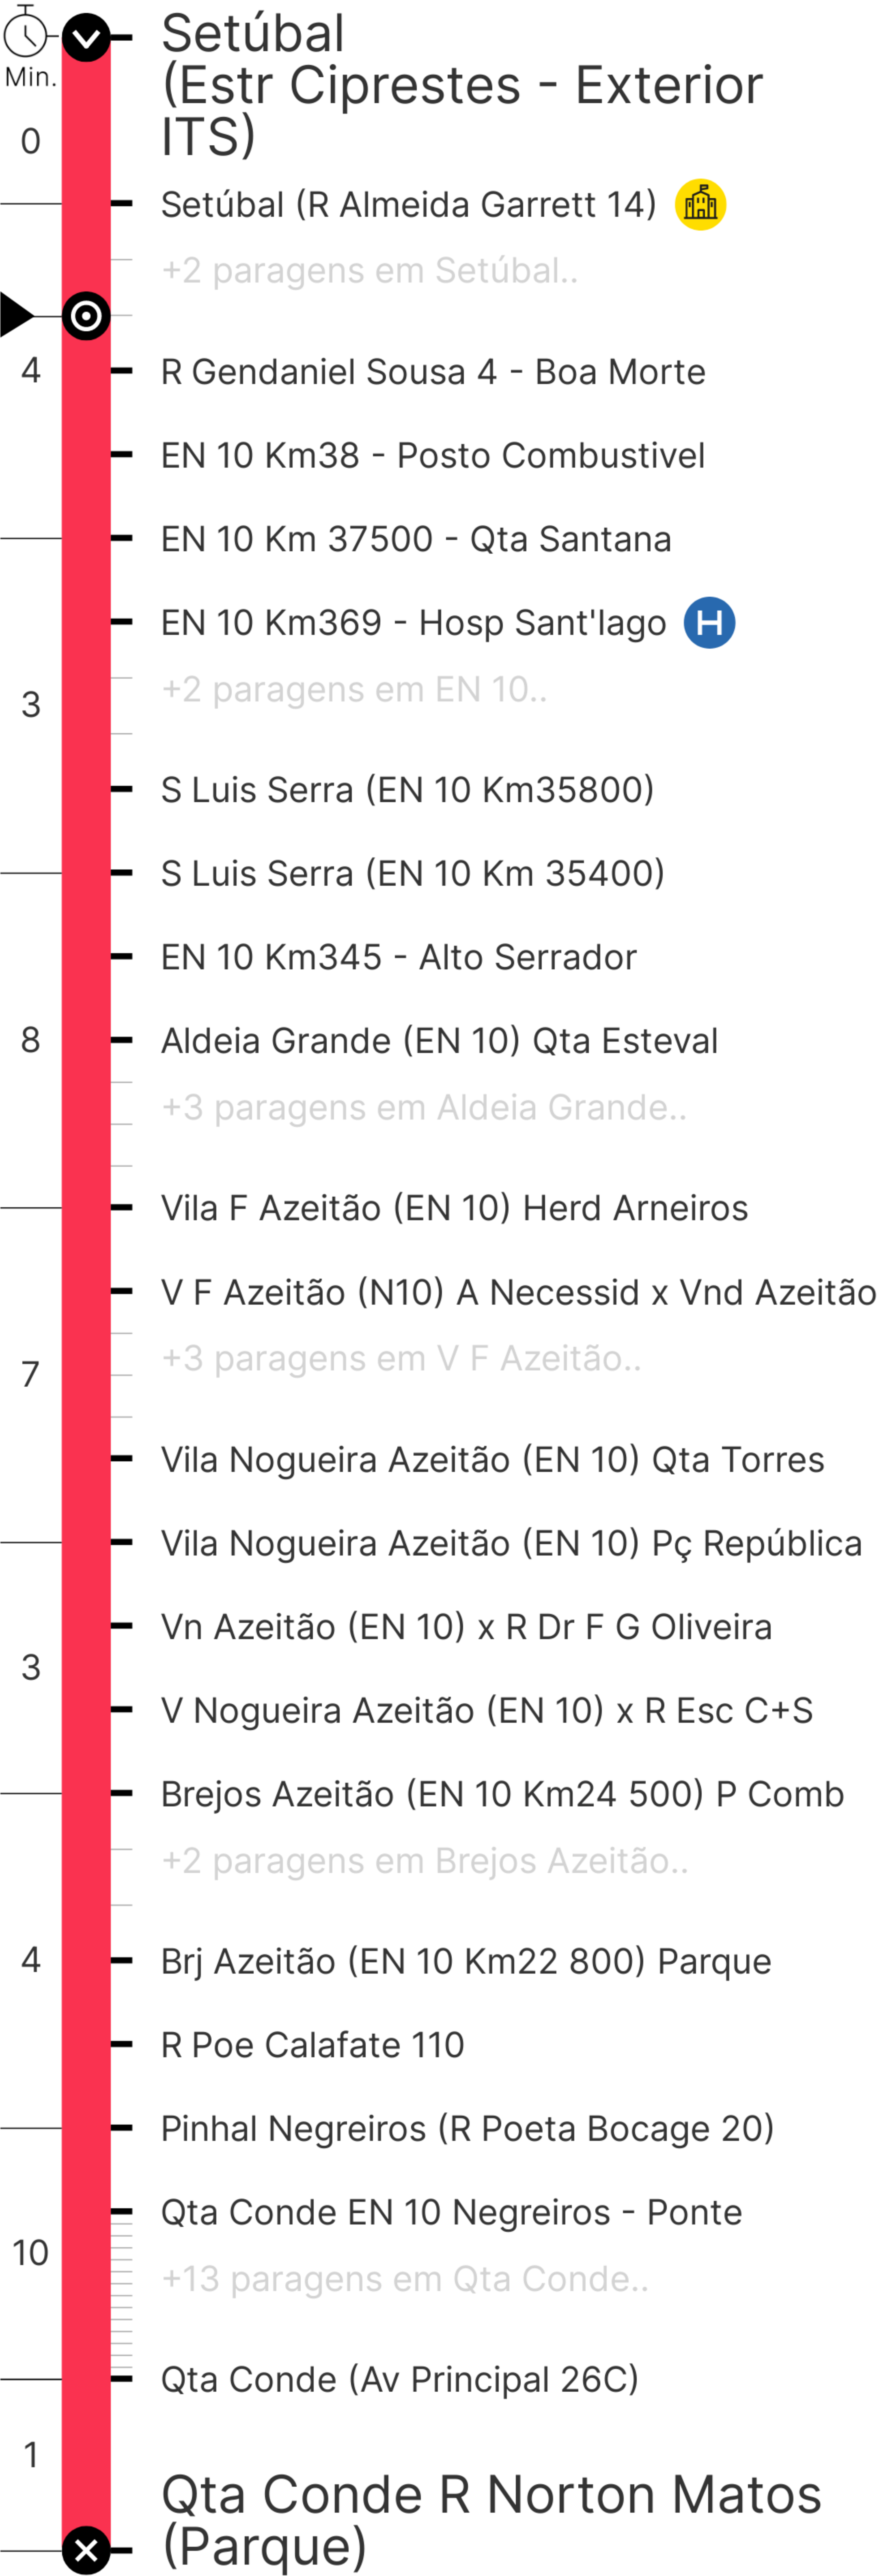 Setúbal
(Estr Ciprestes - Exterior
ITS)
Min.
0
Setúbal (R Almeida Garrett 14)
+2 paragens em Setúbal..
4
R Gendaniel Sousa 4 - Boa Morte
EN 10 Km38 - Posto Combustivel
EN 10 Km 37500 - Qta Santana
EN 10 Km369 - Hosp Sant'Iago H
+2 paragens em EN 10..
3
S Luis Serra (EN 10 Km35800)
S Luis Serra (EN 10 Km 35400)
EN 10 Km345 - Alto Serrador
8
Aldeia Grande (EN 10) Qta Esteval
+3 paragens em Aldeia Grande..
Vila F Azeitão (EN 10) Herd Arneiros
V F Azeitão (N10) A Necessid x Vnd Azeitão
+3 paragens em V F Azeitão..
7
Vila Nogueira Azeitão (EN 10) Qta Torres
Vila Nogueira Azeitão (EN 10) Pç República
Vn Azeitão (EN 10) x R Dr F G Oliveira
3
V Nogueira Azeitão (EN 10) x R Esc C+S
Brejos Azeitão (EN 10 Km24 500) P Comb
+2 paragens em Brejos Azeitão..
4
Brj Azeitão (EN 10 Km22 800) Parque
R Poe Calafate 110
Pinhal Negreiros (R Poeta Bocage 20)
Qta Conde EN 10 Negreiros - Ponte
10
+13 paragens em Qta Conde..
Qta Conde (Av Principal 26C)
1
Qta Conde R Norton Matos
(Parque)